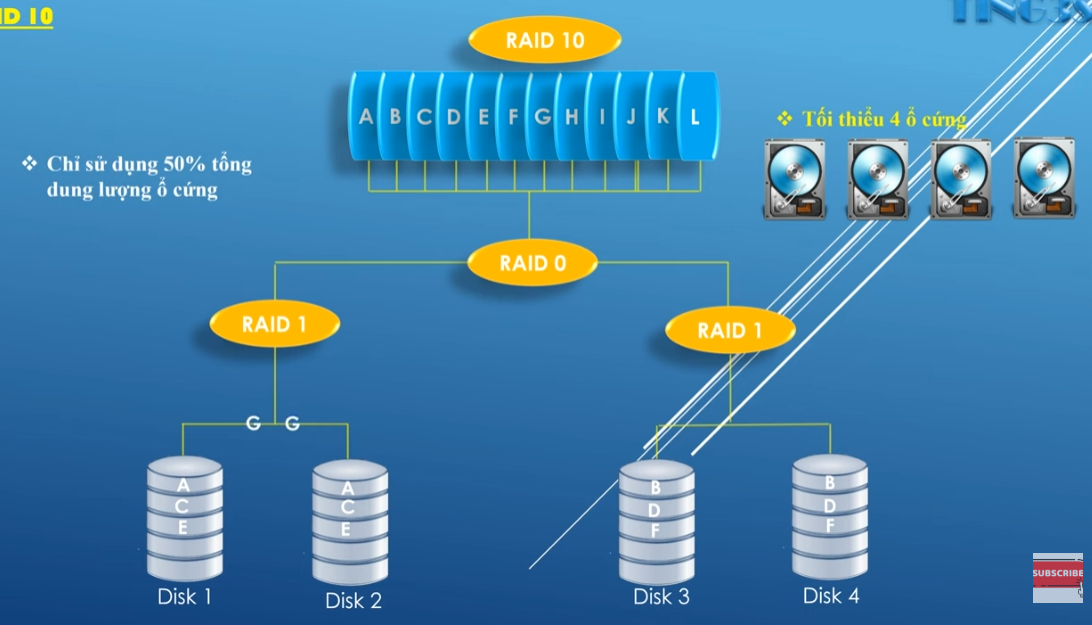 ID 10
RAID 10
A B C D E F G H I J K L
❖ Tối thiểu 4 ổ cứng
❖ Chỉ sử dụng 50% tổng
dung lượng ổ cứng
RAID 0
RAID 1
RAID 1
G G
A
C
E
A
C
E
B
D
F
B
D
F
Disk 1
Disk 2
Disk 3
Disk 4
SUBSCRIBE